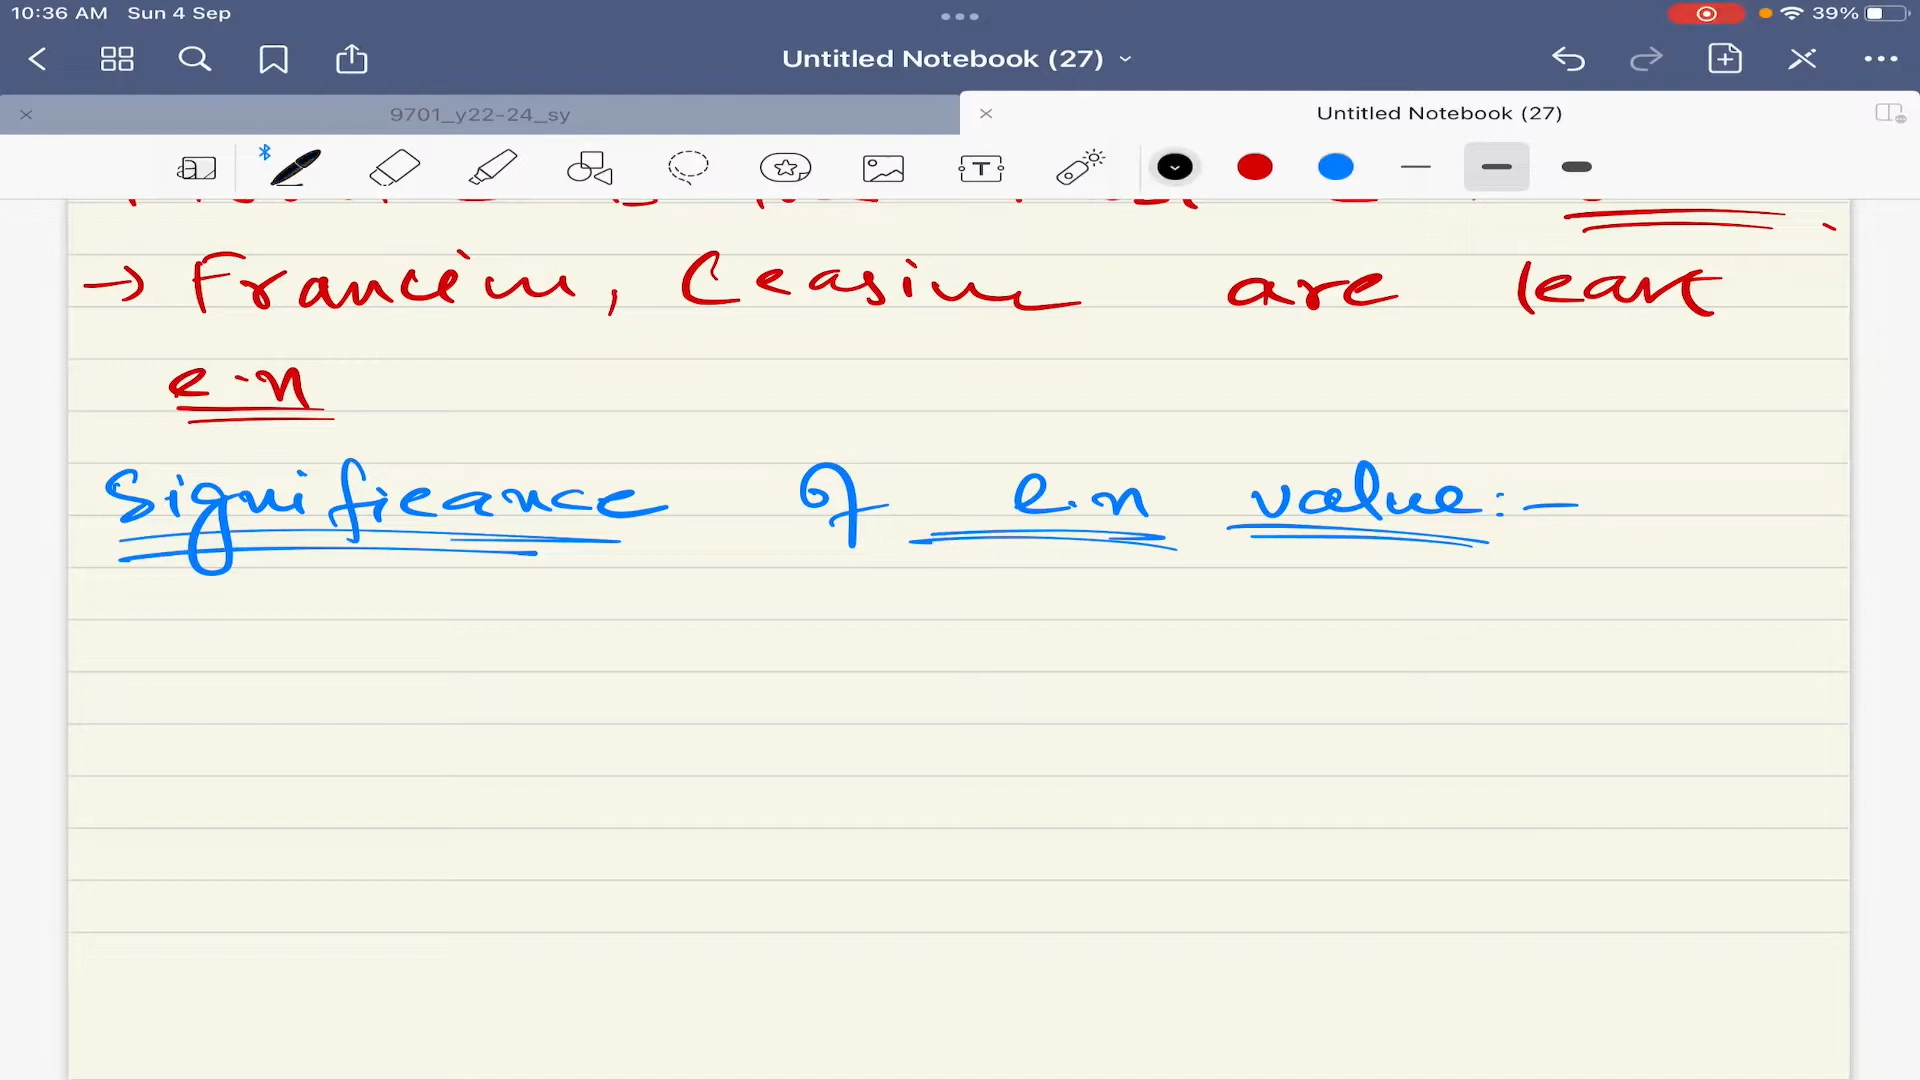 10:36 AM Sun 4 Sep 39%
Untitled Notebook (27)
9701_y22-24_sy Untitled Notebook (27)
→ Francium, Ceasium are least
e.n
Significance of e.n value:-